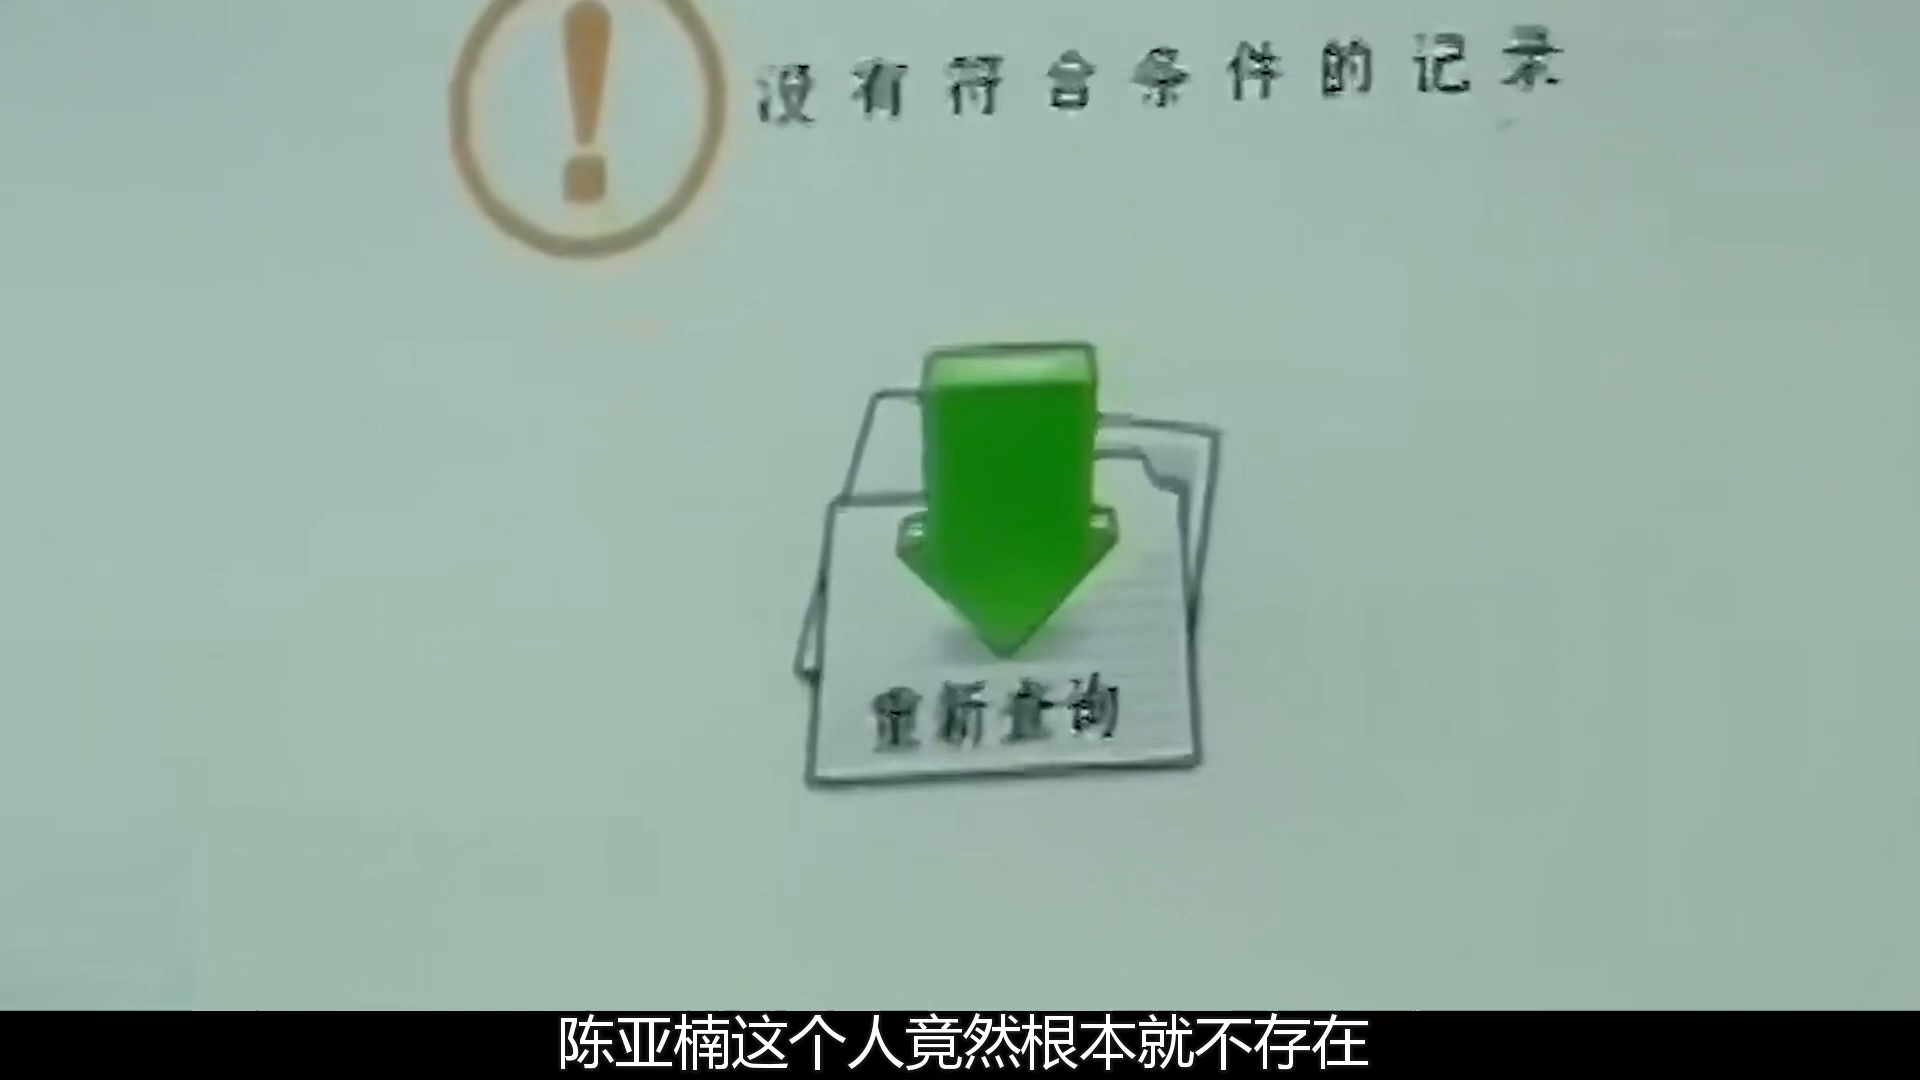 没有符合条件的记录
重新查询
陈亚楠这个人竟然根本就不存在